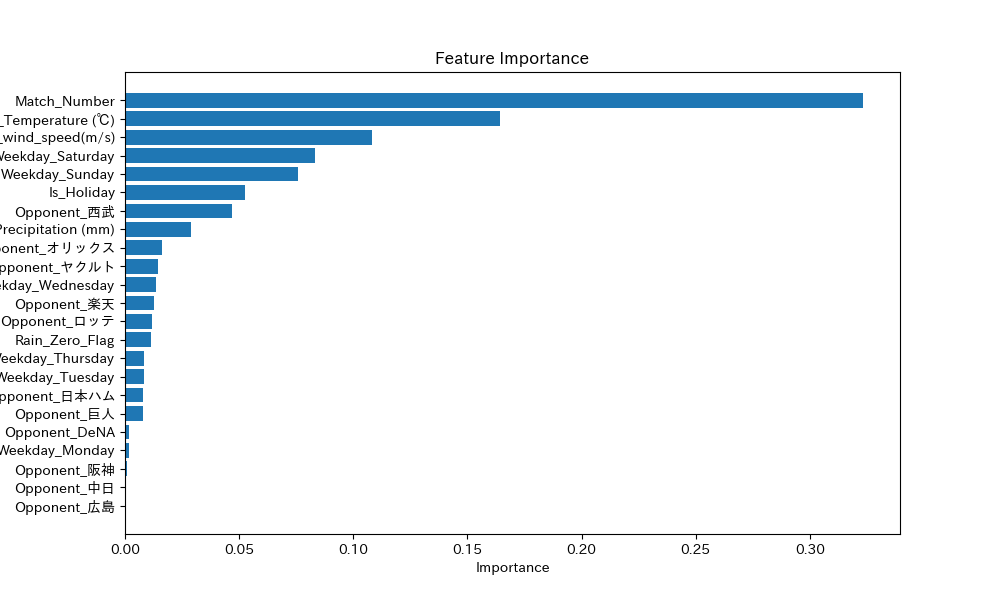 Feature Importance
Match_Number
_Temperature (℃)
_wind_speed(m/s)
Weekday_Saturday
Weekday_Sunday
Is_Holiday
Opponent_西武
Precipitation (mm)
ponent_オリックス
pponent_ヤクルト
ekday_Wednesday
Opponent_楽天
Opponent_ロッテ
Rain_Zero_Flag
Weekday_Thursday
Weekday_Tuesday
pponent_日本ハム
Opponent_巨人
Opponent_DeNA
Weekday_Monday
Opponent_阪神
Opponent_中日
Opponent_広島
0.00 0.05 0.10 0.15 0.20 0.25 0.30
Importance